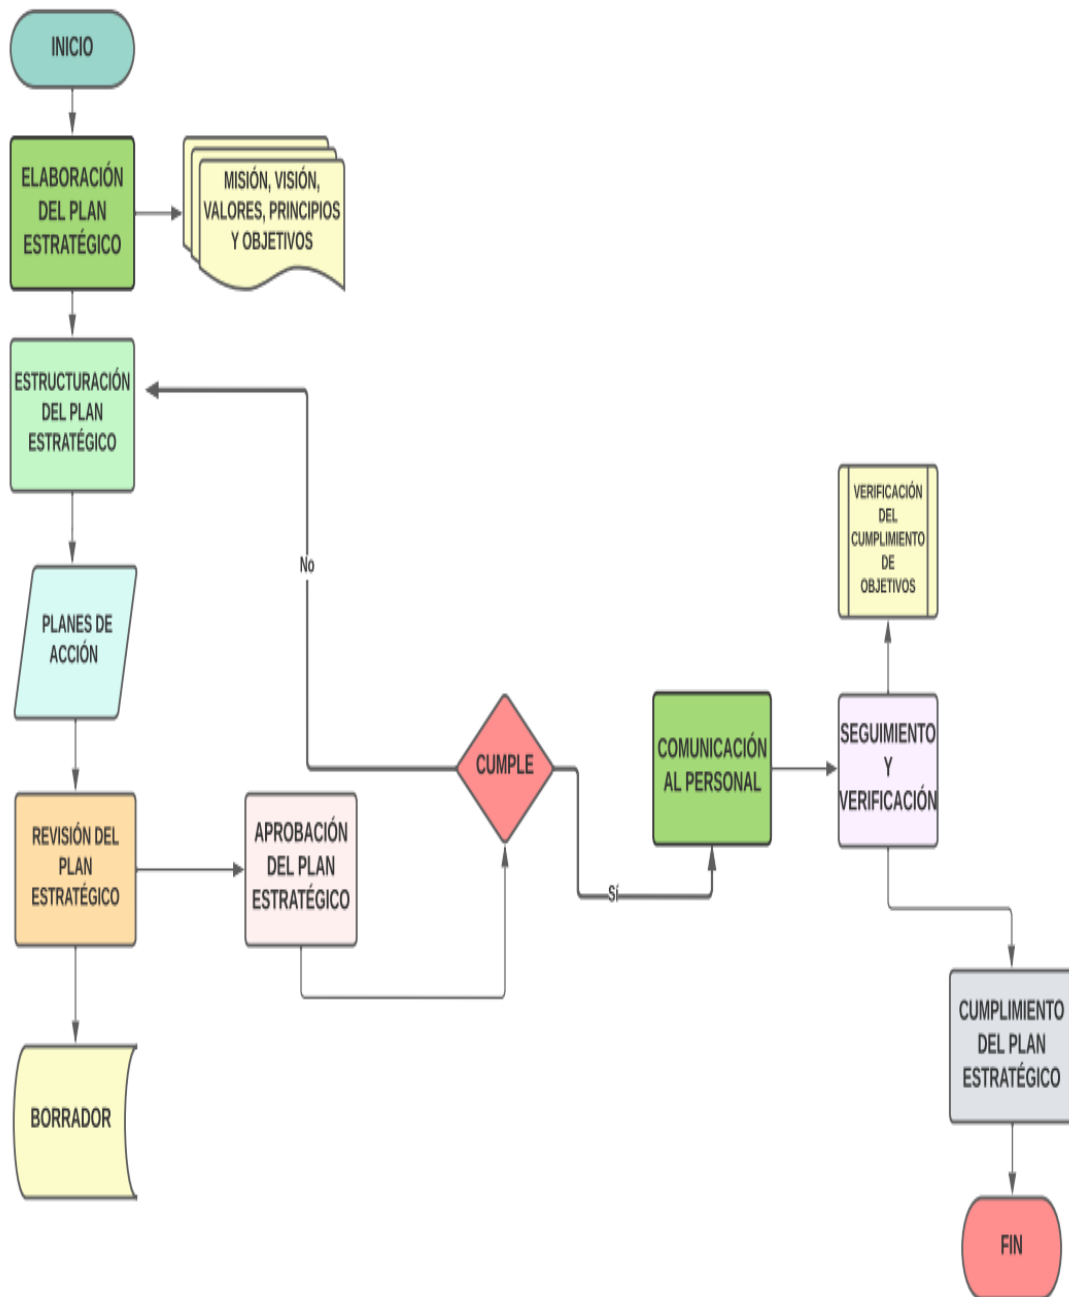 INICIO
ELABORACIÓN
DEL PLAN
ESTRATÉGICO
MISIÓN, VISIÓN,
VALORES, PRINCIPIOS
Y OBJETIVOS
ESTRUCTURACIÓN
DEL PLAN
ESTRATÉGICO
No
PLANES DE
ACCIÓN
REVISIÓN DEL
PLAN
ESTRATÉGICO
APROBACIÓN
DEL PLAN
ESTRATÉGICO
BORRADOR
CUMPLE
Sí
COMUNICACIÓN
AL PERSONAL
VERIFICACIÓN
DEL
CUMPLIMIENTO
DE
OBJETIVOS
SEGUIMIENTO
Y
VERIFICACIÓN
CUMPLIMIENTO
DEL PLAN
ESTRATÉGICO
FIN